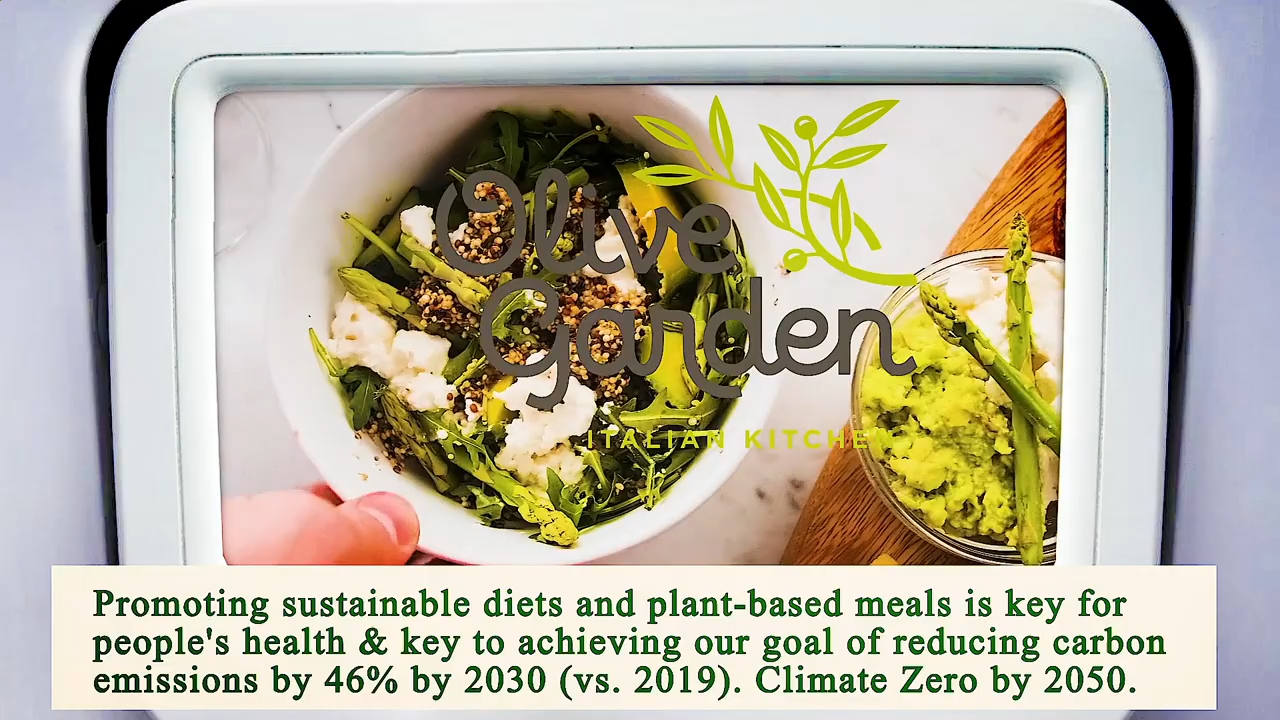 Olive
Garden
ITALIAN KITCHEN
Promoting sustainable diets and plant-based meals is key for
people's health & key to achieving our goal of reducing carbon
emissions by 46% by 2030 (vs. 2019). Climate Zero by 2050.